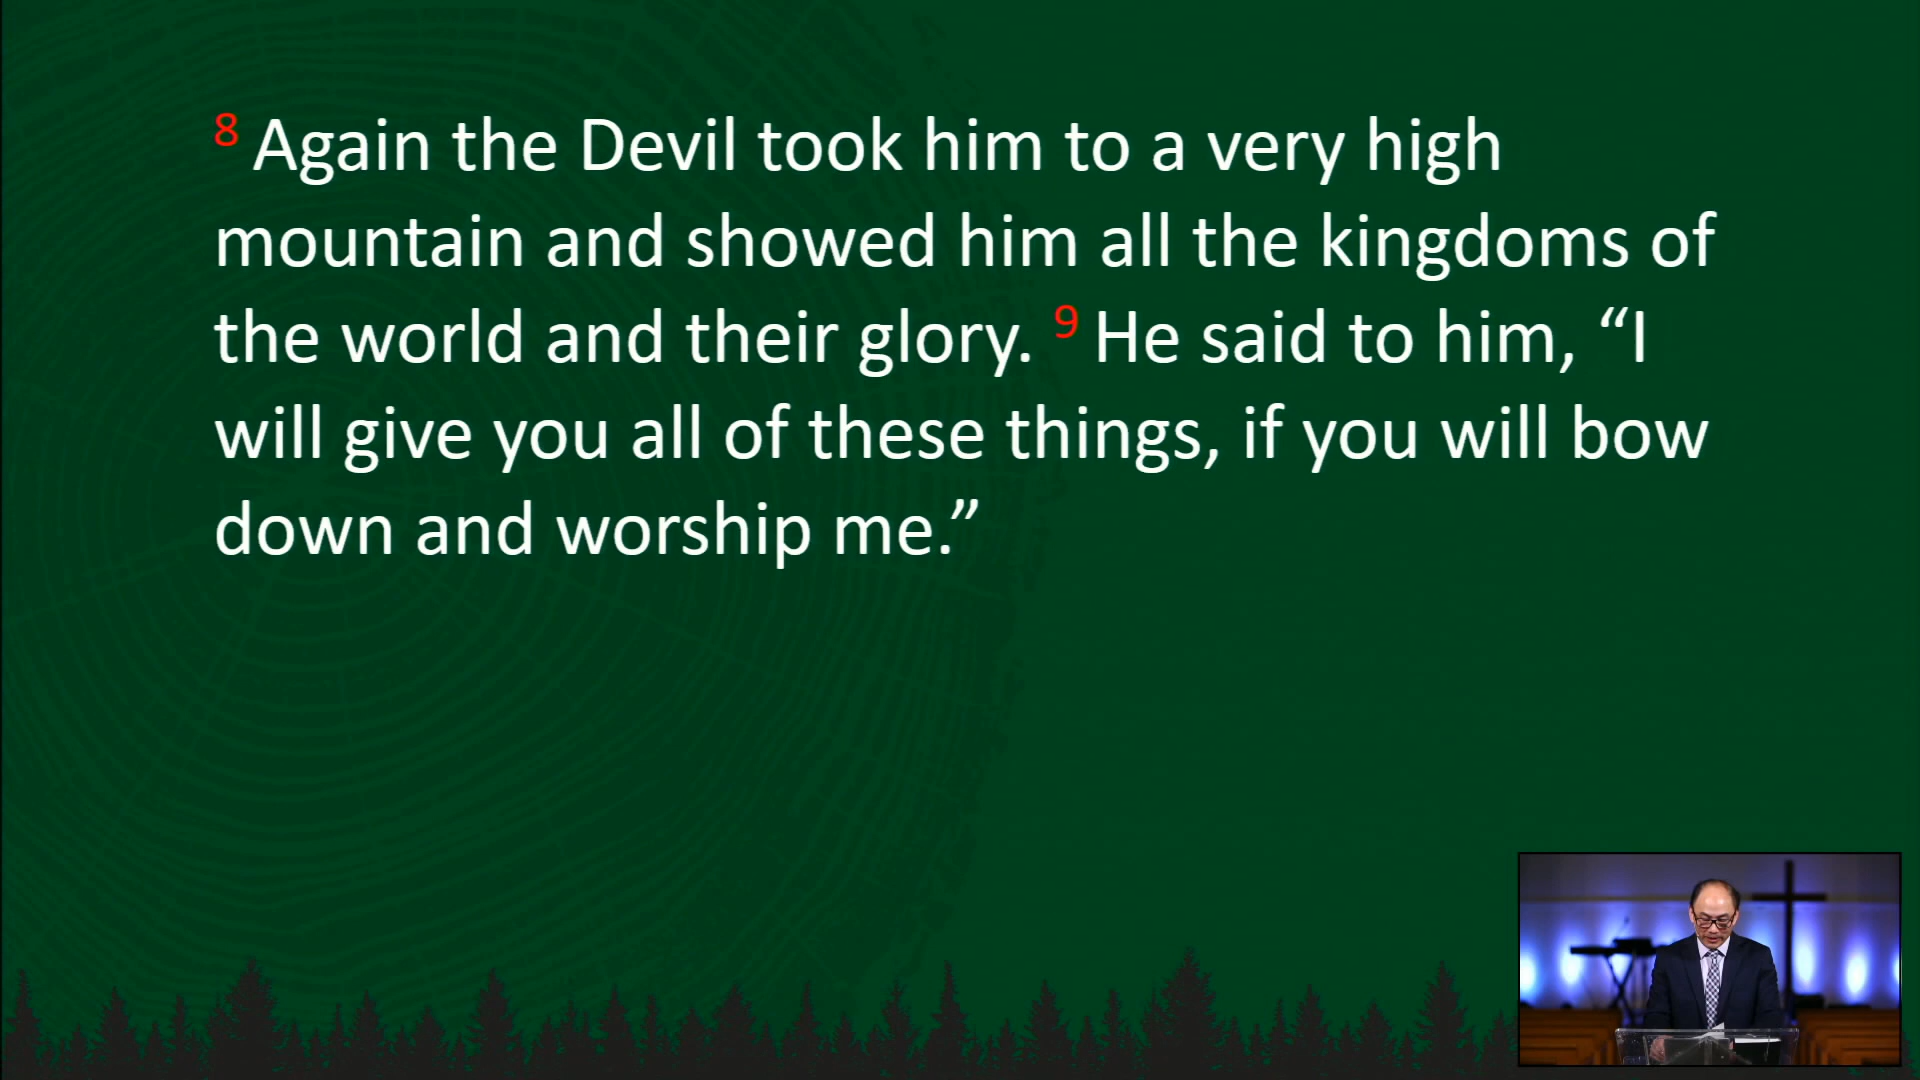 8 Again the Devil took him to a very high
mountain and showed him all the kingdoms of
the world and their glory. 9 He said to him, “I
will give you all of these things, if you will bow
down and worship me.”